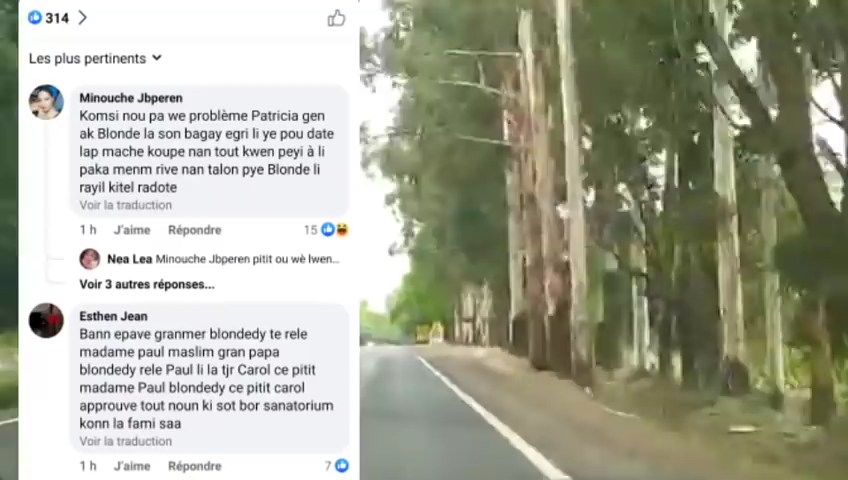 314
Les plus pertinents
Minouche Jbperen
Komsi nou pa we problème Patricia gen
ak Blonde la son bagay egri li ye pou date
lap mache koupe nan tout kwen peyi à li
paka menm rive nan talon pye Blonde li
rayil kitel radote
Voir la traduction
1 h J'aime Répondre 15
Nea Lea Minouche Jbperen pitit ou wè lwen...
Voir 3 autres réponses...
Esthen Jean
Bann epave granmer blondedy te rele
madame paul maslim gran papa
blondedy rele Paul li la tjr Carol ce pitit
madame Paul blondedy ce pitit carol
approuve tout noun ki sot bor sanatorium
konn la fami saa
Voir la traduction
1 h J'aime Répondre 7